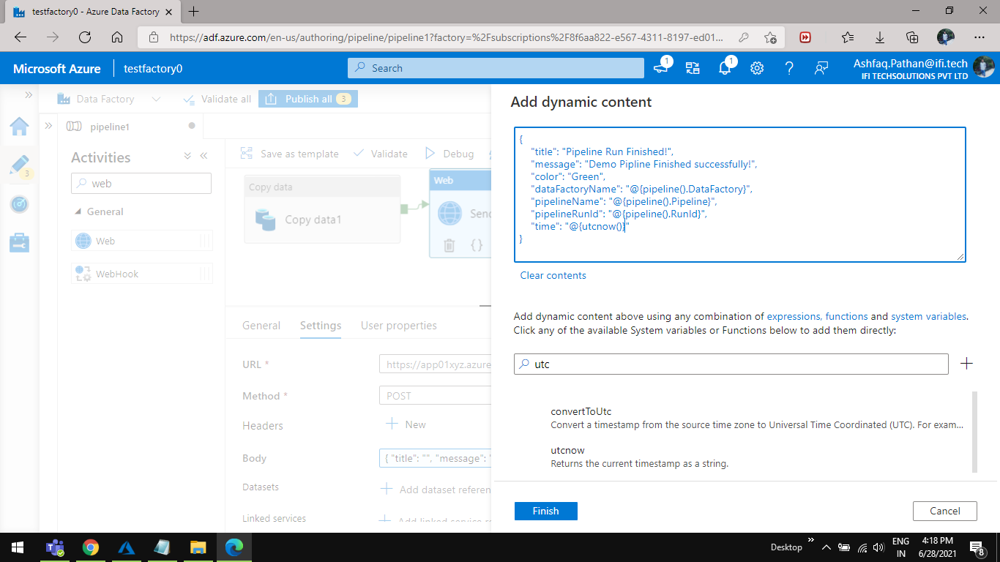 testfactory0 - Azure Data Factory
https://adf.azure.com/en-us/authoring/pipeline/pipeline1?factory=%2Fsubscriptions%2F8f6aa822-e567-4311-8197-ed01...
Microsoft Azure
testfactory0
Search
1
1
Ashfaq.Pathan@ifi.tech
IFI TECHSOLUTIONS PVT LTD
Data Factory
Validate all
Publish all
3
pipeline1
3
Activities
web
General
Web
WebHook
Save as template
Validate
Debug
Copy data
Copy data1
Web
Send
{}
General
Settings
User properties
URL *
https://app01xyz.azure
Method *
POST
Headers
New
Body
{ "title": "", "message": "
Datasets
Add dataset referen
Linked services
Add linked service re
Add dynamic content
{
"title": "Pipeline Run Finished!",
"message": "Demo Pipline Finished successfully!",
"color": "Green",
"dataFactoryName": "@{pipeline().DataFactory}",
"pipelineName": "@{pipeline().Pipeline}",
"pipelineRunId": "@{pipeline().RunId}",
"time": "@{utcnow()}"
}
Clear contents
Add dynamic content above using any combination of expressions, functions and system variables.
Click any of the available System variables or Functions below to add them directly:
utc
convertToUtc
Convert a timestamp from the source time zone to Universal Time Coordinated (UTC). For exam...
utcnow
Returns the current timestamp as a string.
Finish
Cancel
Desktop
ENG
IN
4:18 PM
6/28/2021
8